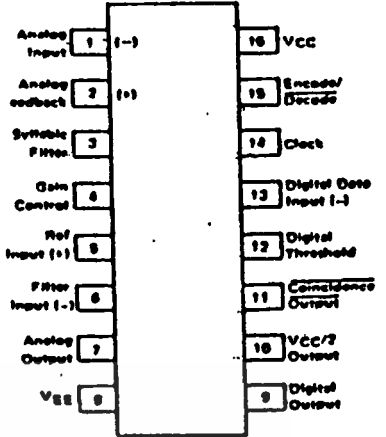 Analog
Input
1
(-)
Analog
eedback
2
(+)
Syllabic
Filter
3
Gain
Control
4
Ref
Input (+)
5
Filter
Input (-)
6
Analog
Output
7
VEE
8
16
VCC
15
Encode/
Decode
14
Clock
13
Digital Data
Input (-)
12
Digital
Threshold
11
Coincidence
Output
10
VCC/2
Output
9
Digital
Output